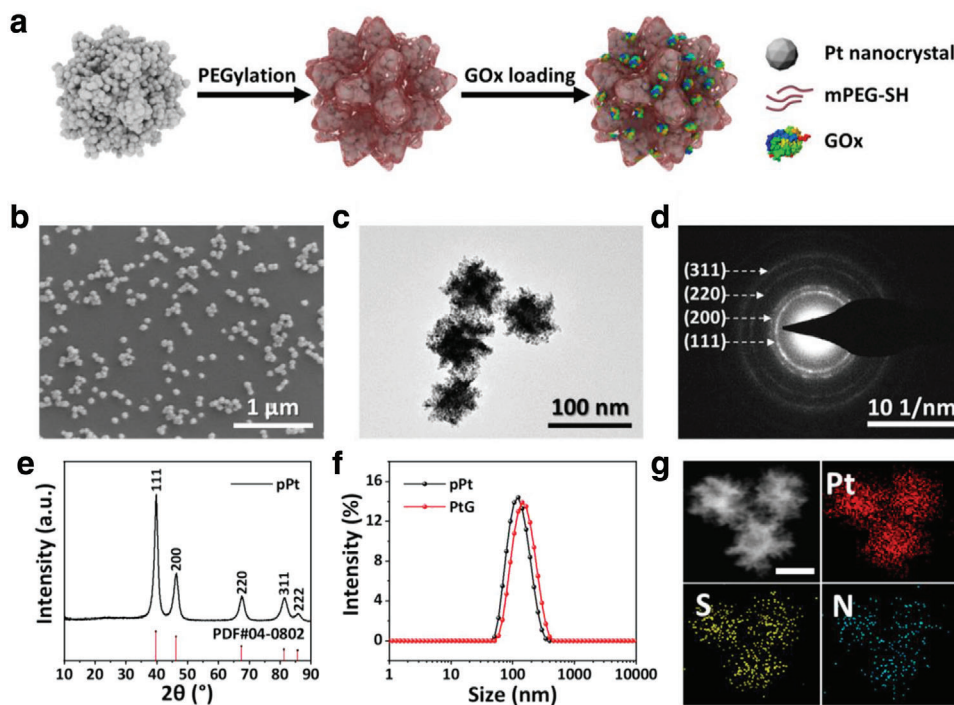 a
PEGylation
GOx loading
Pt nanocrystal
mPEG-SH
GOx
b
1 μm
c
100 nm
d
(311)
(220)
(200)
(111)
10 1/nm
e
Intensity (a.u.)
111
200
220
311
222
pPt
PDF#04-0802
10 20 30 40 50 60 70 80 90
2θ (°)
f
Intensity (%)
16
12
8
4
0
pPt
PtG
1 10 100 1000 10000
Size (nm)
g
Pt
S
N